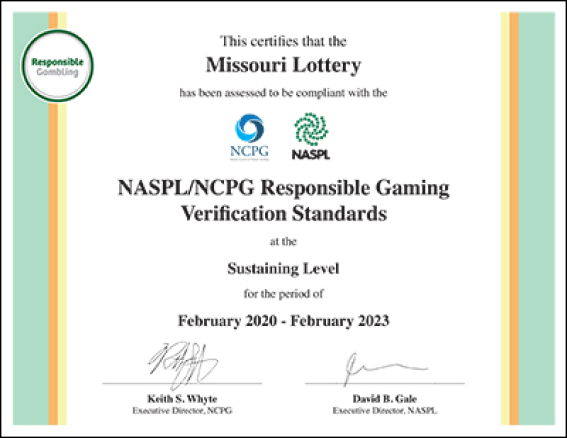 Responsible
Gambling
This certifies that the
Missouri Lottery
has been assessed to be compliant with the
NCPG
NASPL
NASPL/NCPG Responsible Gaming
Verification Standards
at the
Sustaining Level
for the period of
February 2020 - February 2023
Keith S. Whyte
Executive Director, NCPG
David B. Gale
Executive Director, NASPL